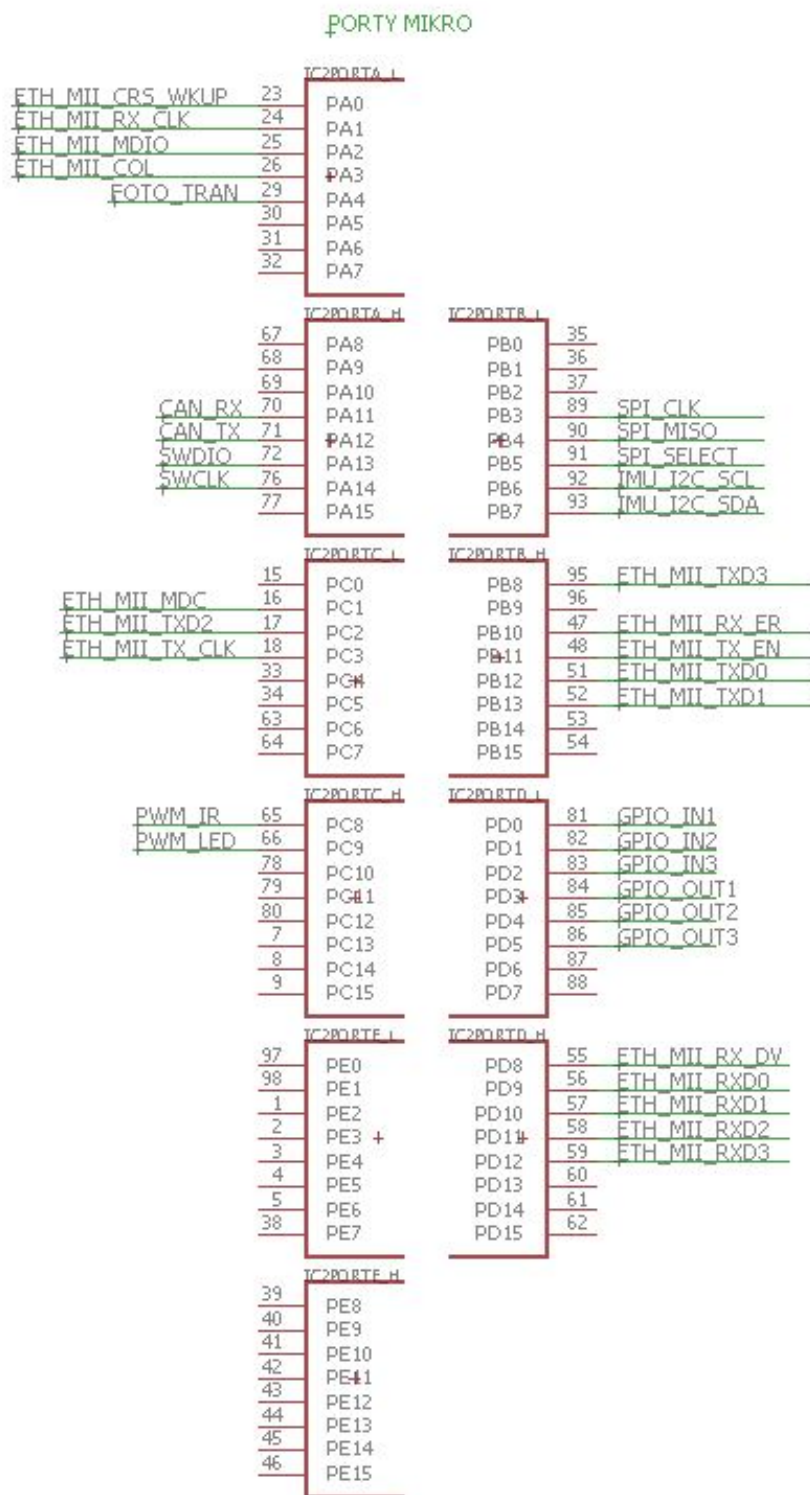 PORTY MIKRO
IC2PORTA_L
ETH_MII_CRS_WKUP 23 PA0
ETH_MII_RX_CLK 24 PA1
ETH_MII_MDIO 25 PA2
ETH_MII_COL 26 PA3
FOTO_TRAN 29 PA4
30 PA5
31 PA6
32 PA7
IC2PORTA_H
67 PA8
68 PA9
69 PA10
CAN_RX 70 PA11
CAN_TX 71 PA12
SWDIO 72 PA13
SWCLK 76 PA14
77 PA15
IC2PORTB_L
PB0 35
PB1 36
PB2 37
PB3 89 SPI_CLK
PB4 90 SPI_MISO
PB5 91 SPI_SELECT
PB6 92 IMU_I2C_SCL
PB7 93 IMU_I2C_SDA
IC2PORTC_L
15 PC0
ETH_MII_MDC 16 PC1
ETH_MII_TXD2 17 PC2
ETH_MII_TX_CLK 18 PC3
33 PC4
34 PC5
63 PC6
64 PC7
IC2PORTB_H
PB8 95 ETH_MII_TXD3
PB9 96
PB10 47 ETH_MII_RX_ER
PB11 48 ETH_MII_TX_EN
PB12 51 ETH_MII_TXD0
PB13 52 ETH_MII_TXD1
PB14 53
PB15 54
IC2PORTC_H
PWM_IR 65 PC8
PWM_LED 66 PC9
78 PC10
79 PC11
80 PC12
7 PC13
8 PC14
9 PC15
IC2PORTD_L
PD0 81 GPIO_IN1
PD1 82 GPIO_IN2
PD2 83 GPIO_IN3
PD3 84 GPIO_OUT1
PD4 85 GPIO_OUT2
PD5 86 GPIO_OUT3
PD6 87
PD7 88
IC2PORTE_L
97 PE0
98 PE1
1 PE2
2 PE3
3 PE4
4 PE5
5 PE6
38 PE7
IC2PORTD_H
PD8 55 ETH_MII_RX_DV
PD9 56 ETH_MII_RXD0
PD10 57 ETH_MII_RXD1
PD11 58 ETH_MII_RXD2
PD12 59 ETH_MII_RXD3
PD13 60
PD14 61
PD15 62
IC2PORTE_H
39 PE8
40 PE9
41 PE10
42 PE11
43 PE12
44 PE13
45 PE14
46 PE15